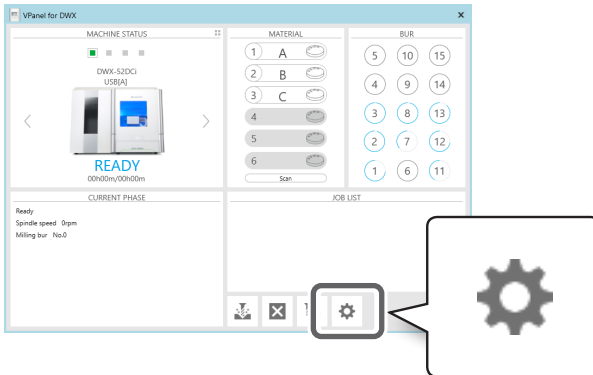 VPanel for DWX
MACHINE STATUS
DWX-52DCi
USB[A]
READY
00h00m/00h00m
MATERIAL
1 A
2 B
3 C
4
5
6
Scan
BUR
5 10 15
4 9 14
3 8 13
2 7 12
1 6 11
CURRENT PHASE
Ready
Spindle speed 0rpm
Milling bur No.0
JOB LIST